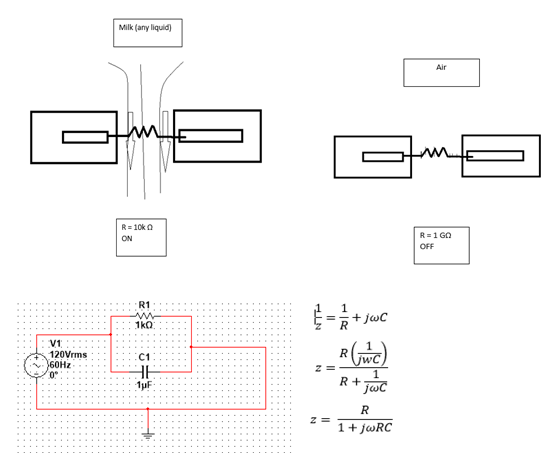 Milk (any liquid)
Air
R = 10k Ω
ON
R = 1 GΩ
OFF
R1
1kΩ
V1
120Vrms
60Hz
0°
C1
1µF
1/z = 1/R + jωC
z = R(1/jwC) / R + 1/jωC
z = R / 1 + jωRC